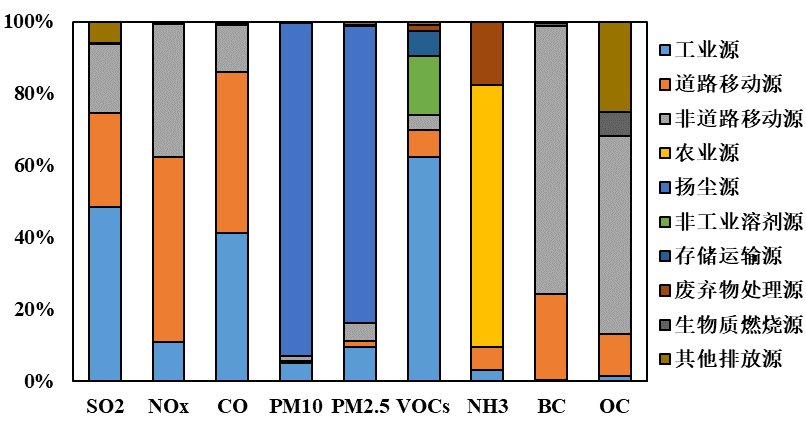 100%
80%
60%
40%
20%
0%
SO2 NOx CO PM10 PM2.5 VOCs NH3 BC OC
工业源
道路移动源
非道路移动源
农业源
扬尘源
非工业溶剂源
存储运输源
废弃物处理源
生物质燃烧源
其他排放源